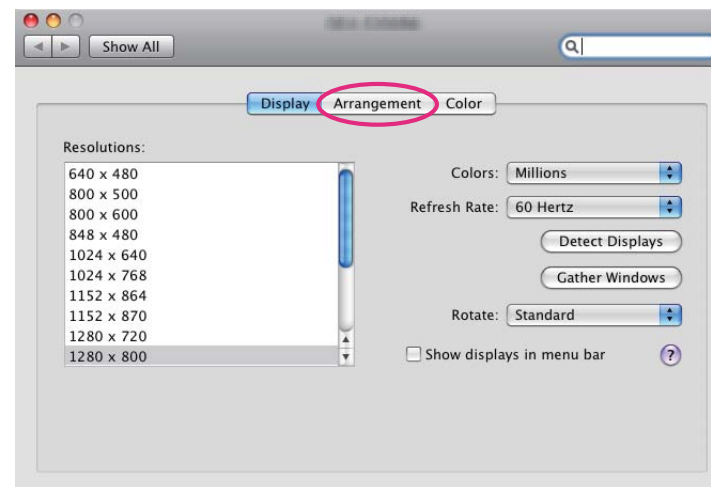 Show All
Display Arrangement Color
Resolutions:
640 x 480
800 x 500
800 x 600
848 x 480
1024 x 640
1024 x 768
1152 x 864
1152 x 870
1280 x 720
1280 x 800
Colors: Millions
Refresh Rate: 60 Hertz
Detect Displays
Gather Windows
Rotate: Standard
Show displays in menu bar ?